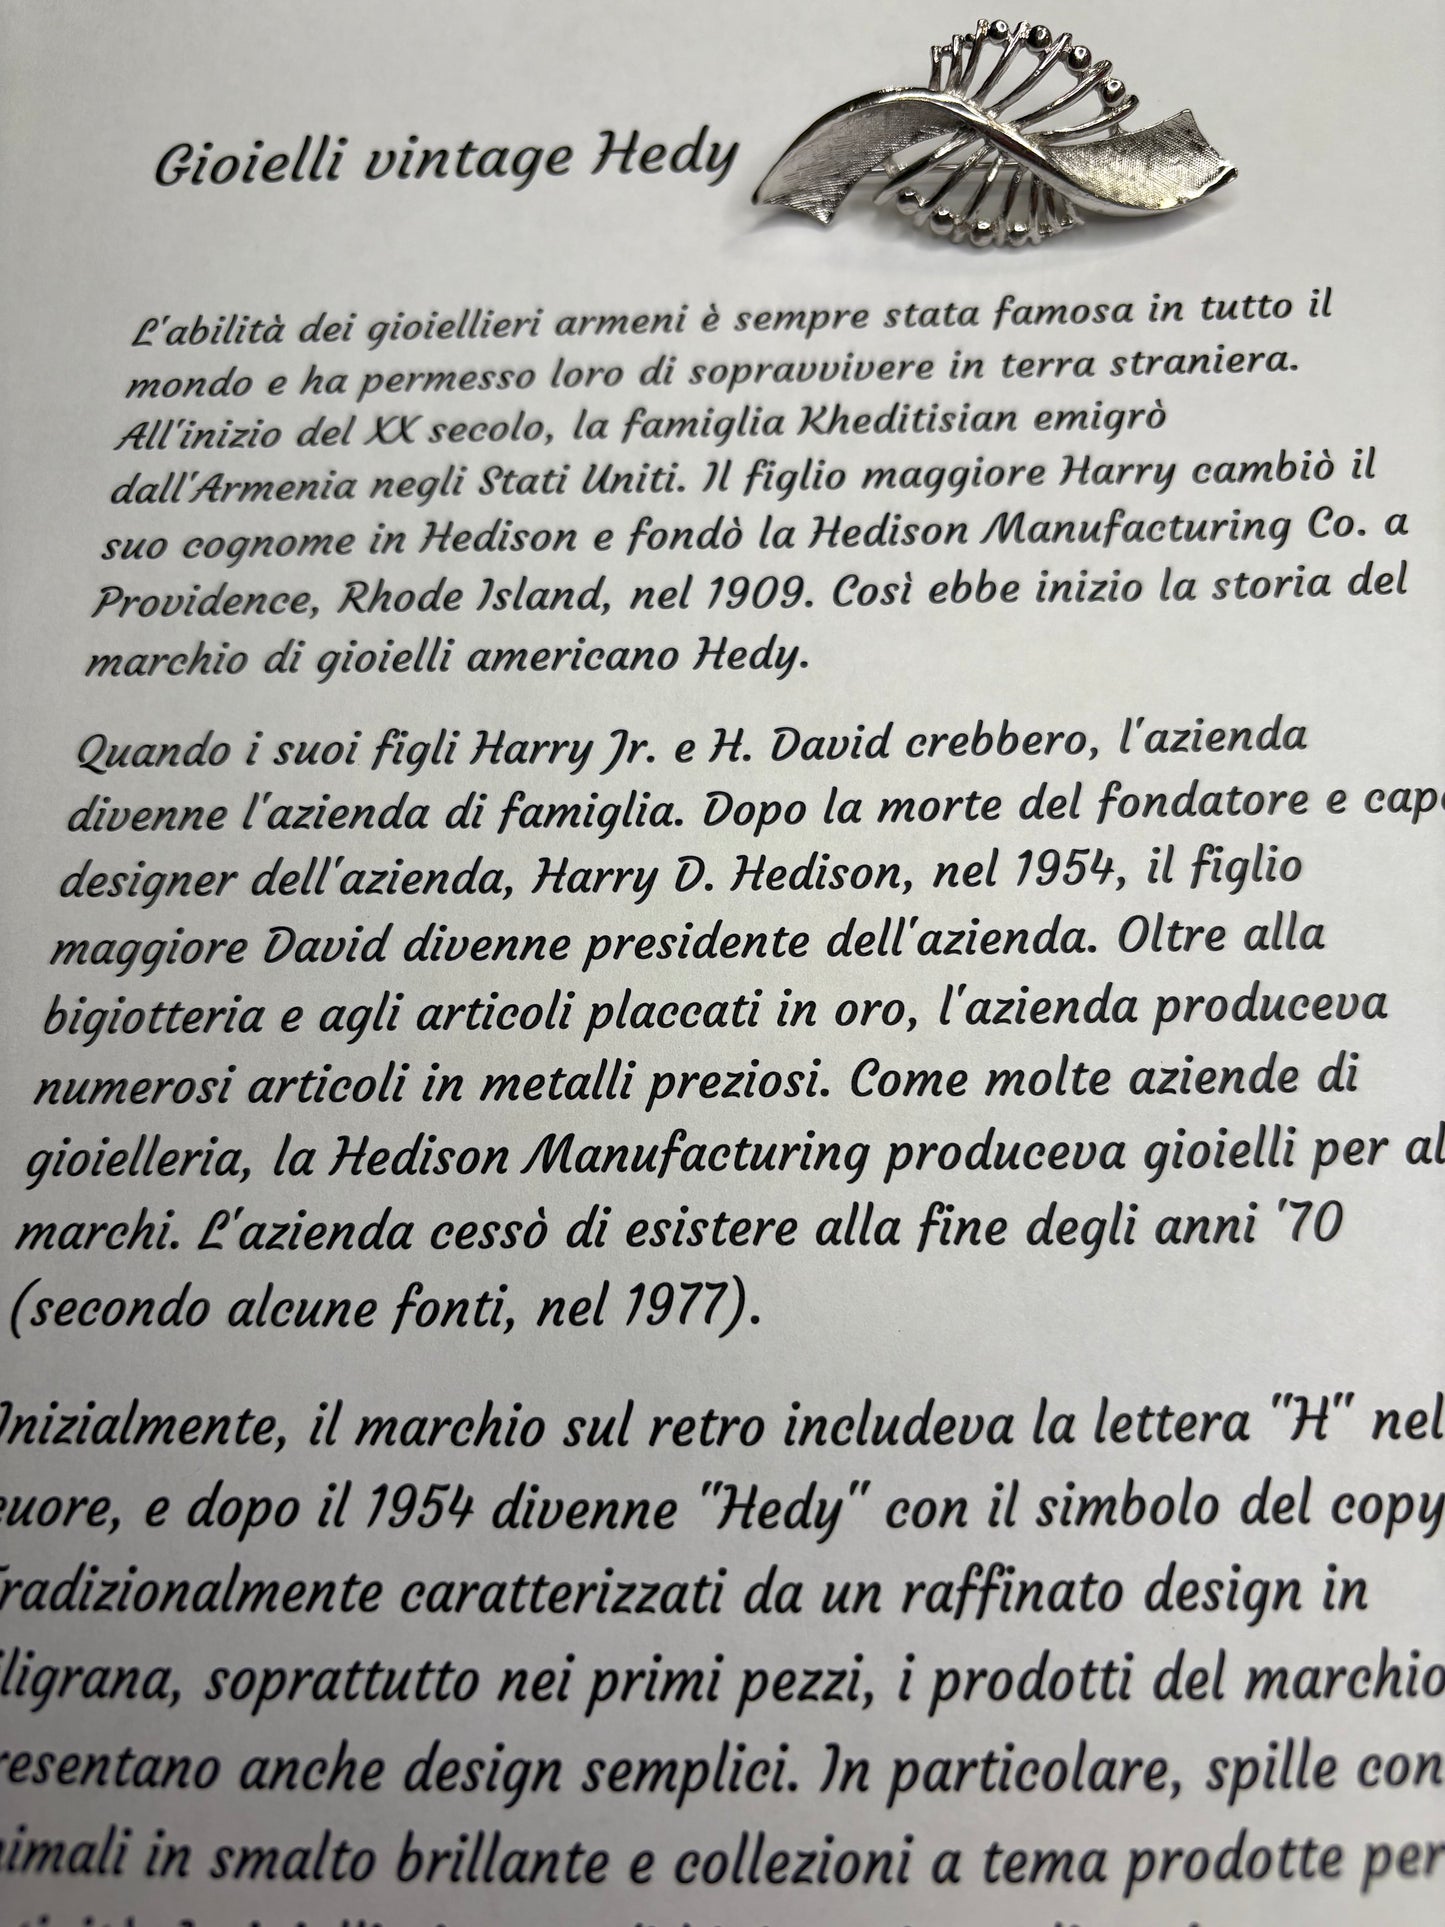 Gioielli vintage Hedy
L'abilità dei gioiellieri armeni è sempre stata famosa in tutto il
mondo e ha permesso loro di sopravvivere in terra straniera.
All'inizio del XX secolo, la famiglia Kheditisian emigrò
dall'Armenia negli Stati Uniti. Il figlio maggiore Harry cambiò il
suo cognome in Hedison e fondò la Hedison Manufacturing Co. a
Providence, Rhode Island, nel 1909. Così ebbe inizio la storia del
marchio di gioielli americano Hedy.
Quando i suoi figli Harry Jr. e H. David crebbero, l'azienda
divenne l'azienda di famiglia. Dopo la morte del fondatore e cap
designer dell'azienda, Harry D. Hedison, nel 1954, il figlio
maggiore David divenne presidente dell'azienda. Oltre alla
bigiotteria e agli articoli placcati in oro, l'azienda produceva
numerosi articoli in metalli preziosi. Come molte aziende di
gioielleria, la Hedison Manufacturing produceva gioielli per al
marchi. L'azienda cessò di esistere alla fine degli anni '70
(secondo alcune fonti, nel 1977).
Inizialmente, il marchio sul retro includeva la lettera "H" nel
cuore, e dopo il 1954 divenne "Hedy" con il simbolo del copy
Tradizionalmente caratterizzati da un raffinato design in
ligrana, soprattutto nei primi pezzi, i prodotti del marchio
resentano anche design semplici. In particolare, spille con
nimali in smalto brillante e collezioni a tema prodotte per